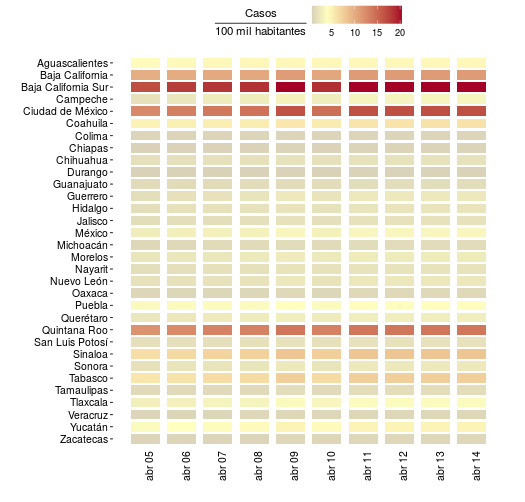 Casos
100 mil habitantes
5 10 15 20
Aguascalientes
Baja California
Baja California Sur
Campeche
Ciudad de México
Coahuila
Colima
Chiapas
Chihuahua
Durango
Guanajuato
Guerrero
Hidalgo
Jalisco
México
Michoacán
Morelos
Nayarit
Nuevo León
Oaxaca
Puebla
Querétaro
Quintana Roo
San Luis Potosí
Sinaloa
Sonora
Tabasco
Tamaulipas
Tlaxcala
Veracruz
Yucatán
Zacatecas
abr 05 abr 06 abr 07 abr 08 abr 09 abr 10 abr 11 abr 12 abr 13 abr 14